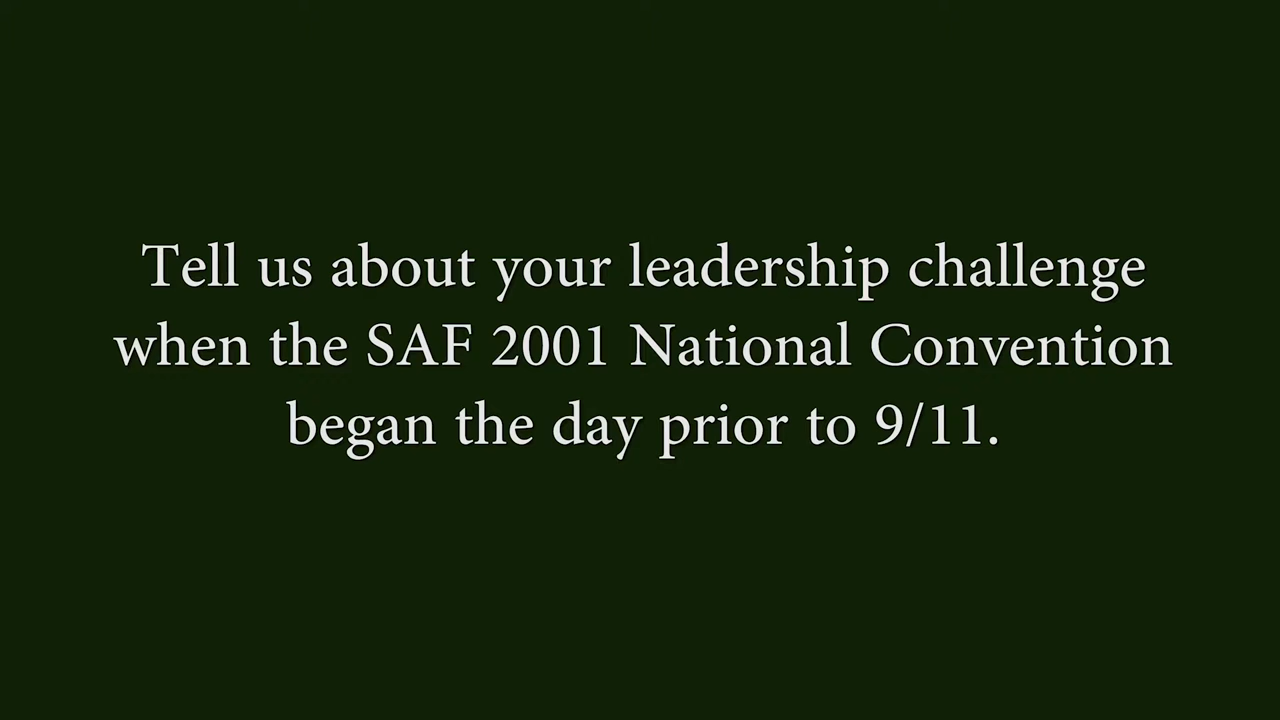 Tell us about your leadership challenge
when the SAF 2001 National Convention
began the day prior to 9/11.